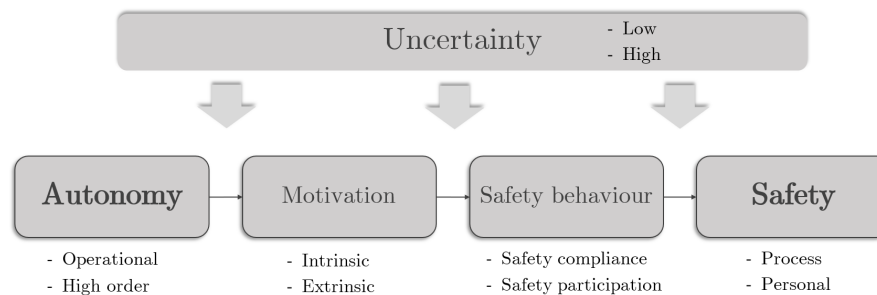 Uncertainty
- Low
- High
Autonomy
Motivation
Safety behaviour
Safety
- Operational
- High order
- Intrinsic
- Extrinsic
- Safety compliance
- Safety participation
- Process
- Personal